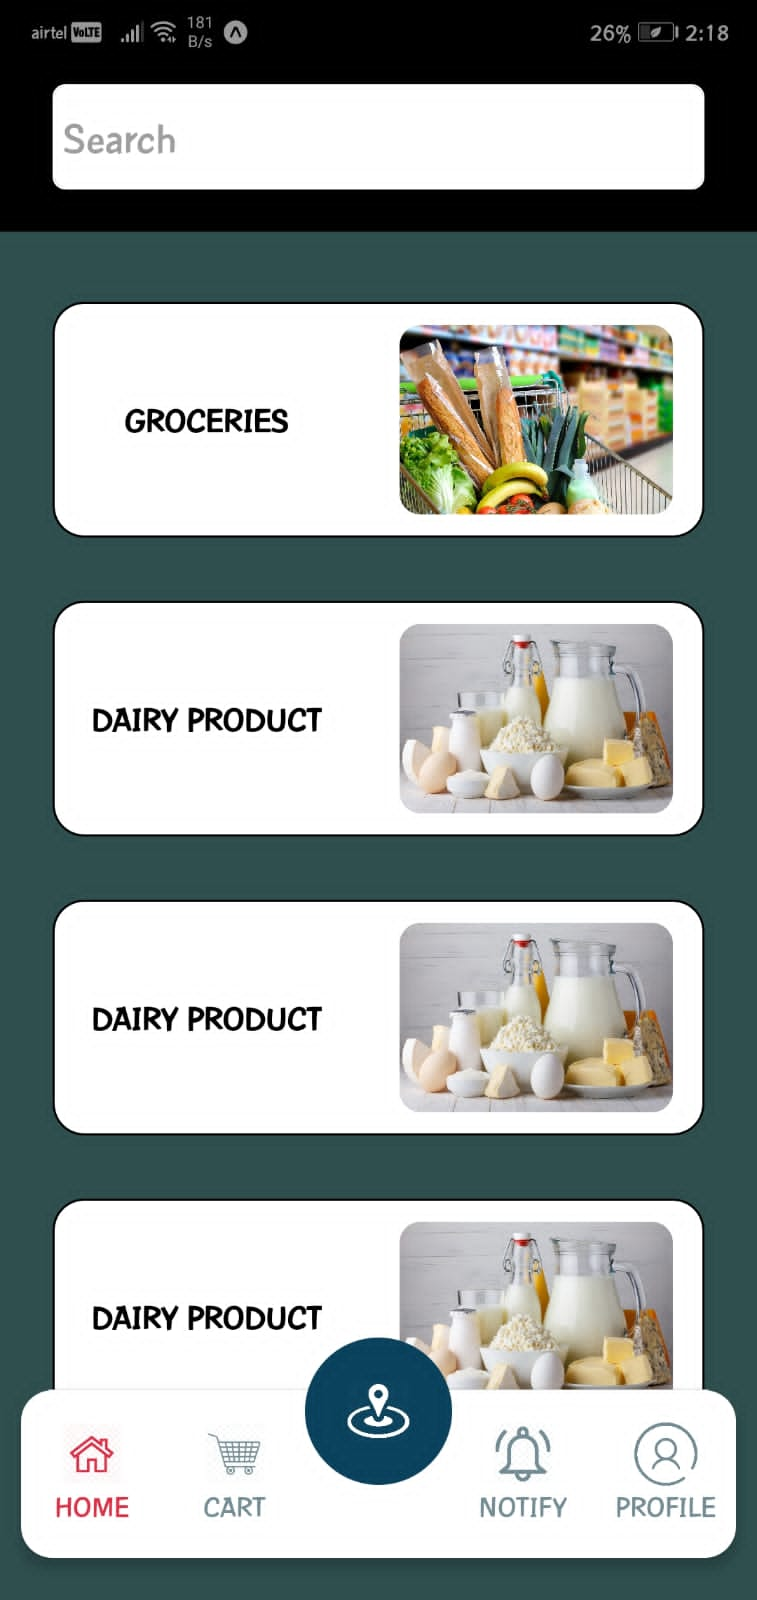 airtel VoLTE 181 B/s 26% 2:18
Search
GROCERIES
DAIRY PRODUCT
DAIRY PRODUCT
DAIRY PRODUCT
HOME CART NOTIFY PROFILE